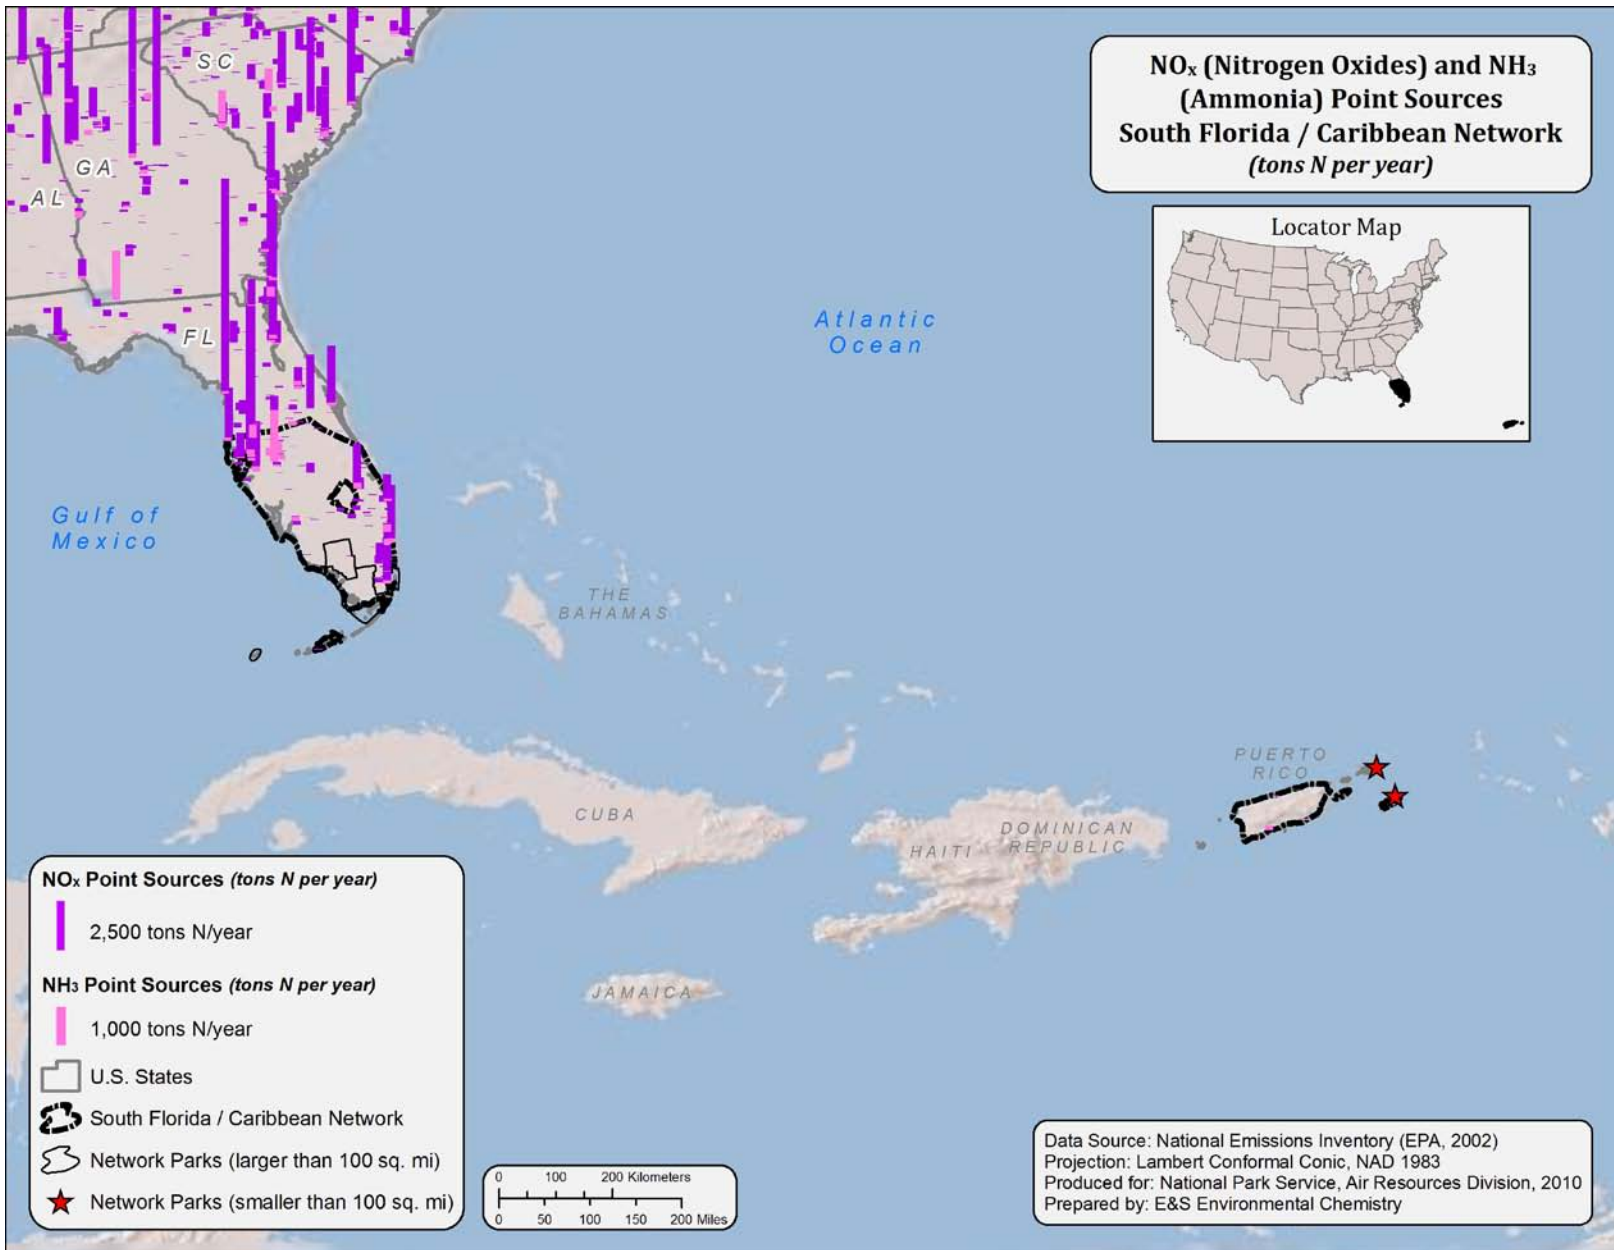 NOx (Nitrogen Oxides) and NH3
(Ammonia) Point Sources
South Florida / Caribbean Network
(tons N per year)
Locator Map
SC
GA
AL
FL
Atlantic
Ocean
Gulf of
Mexico
THE
BAHAMAS
CUBA
HAITI
DOMINICAN
REPUBLIC
PUERTO
RICO
JAMAICA
NOx Point Sources (tons N per year)
2,500 tons N/year
NH3 Point Sources (tons N per year)
1,000 tons N/year
U.S. States
South Florida / Caribbean Network
Network Parks (larger than 100 sq. mi)
Network Parks (smaller than 100 sq. mi)
0 100 200 Kilometers
0 50 100 150 200 Miles
Data Source: National Emissions Inventory (EPA, 2002)
Projection: Lambert Conformal Conic, NAD 1983
Produced for: National Park Service, Air Resources Division, 2010
Prepared by: E&S Environmental Chemistry